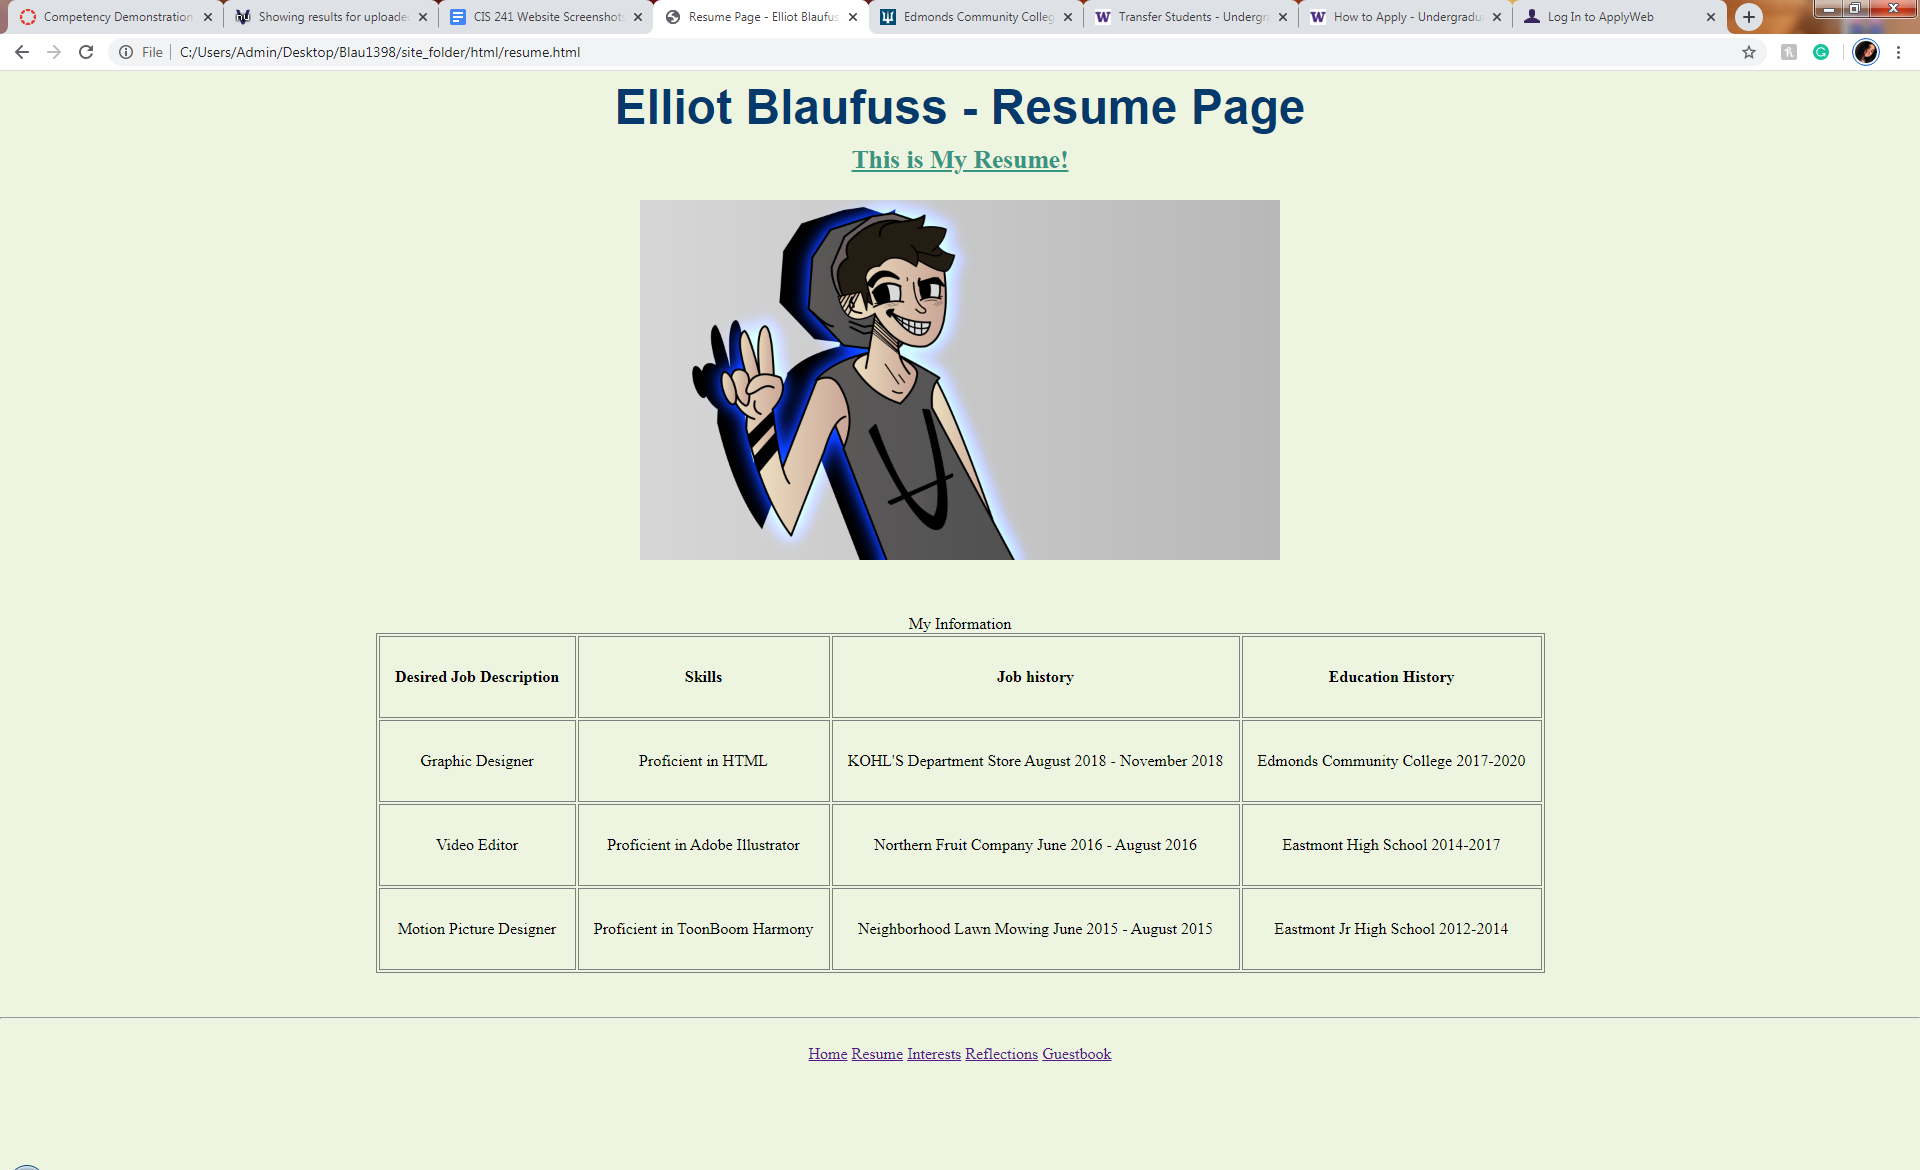 Competency Demonstration
Showing results for uploaded
CIS 241 Website Screenshots
Resume Page - Elliot Blaufus
Edmonds Community Colleg
Transfer Students - Undergra
How to Apply - Undergradu
Log In to ApplyWeb
File
C:/Users/Admin/Desktop/Blau1398/site_folder/html/resume.html
Elliot Blaufuss - Resume Page
This is My Resume!
My Information
Desired Job Description Skills Job history Education History
Graphic Designer Proficient in HTML KOHL'S Department Store August 2018 - November 2018 Edmonds Community College 2017-2020
Video Editor Proficient in Adobe Illustrator Northern Fruit Company June 2016 - August 2016 Eastmont High School 2014-2017
Motion Picture Designer Proficient in ToonBoom Harmony Neighborhood Lawn Mowing June 2015 - August 2015 Eastmont Jr High School 2012-2014
Home Resume Interests Reflections Guestbook